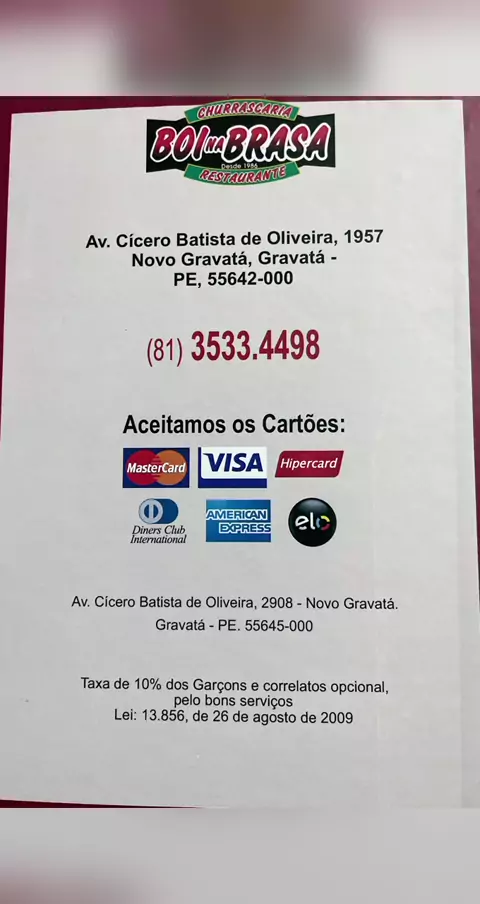 CHURRASCARIA
BOI NA BRASA
Desde 1986
RESTAURANTE
Av. Cícero Batista de Oliveira, 1957
Novo Gravatá, Gravatá -
PE, 55642-000
(81) 3533.4498
Aceitamos os Cartões:
MasterCard VISA Hipercard
Diners Club
International
AMERICAN
EXPRESS
elo
Av. Cícero Batista de Oliveira, 2908 - Novo Gravatá.
Gravatá - PE. 55645-000
Taxa de 10% dos Garçons e correlatos opcional,
pelo bons serviços
Lei: 13.856, de 26 de agosto de 2009